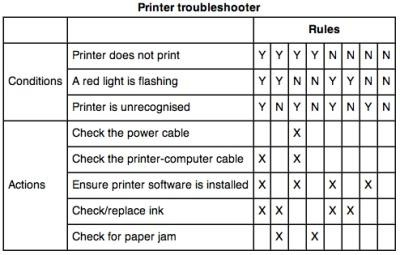 Printer troubleshooter
Rules
Conditions
Printer does not print Y Y Y Y N N N N
A red light is flashing Y Y N N Y Y N N
Printer is unrecognised Y N Y N Y N Y N
Actions
Check the power cable X
Check the printer-computer cable X X
Ensure printer software is installed X X X X
Check/replace ink X X X X
Check for paper jam X X